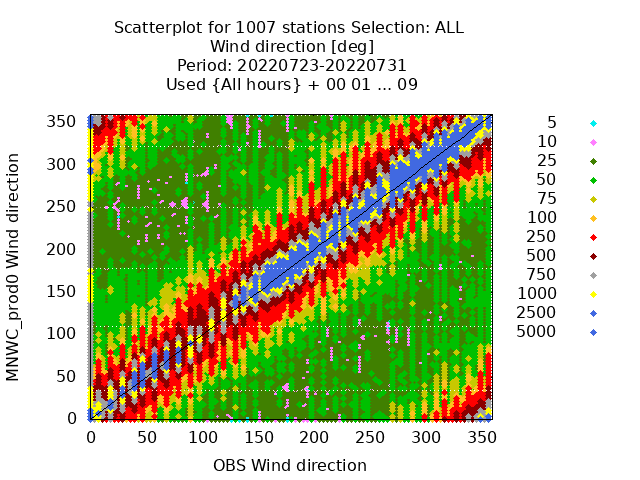 Scatterplot for 1007 stations Selection: ALL
Wind direction [deg]
Period: 20220723-20220731
Used {All hours} + 00 01 ... 09
MNWC_prod0 Wind direction
350
300
250
200
150
100
50
0
0 50 100 150 200 250 300 350
OBS Wind direction
5
10
25
50
75
100
250
500
750
1000
2500
5000